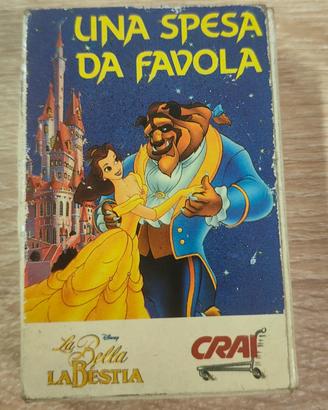 UNA SPESA
DA FAVOLA
Disney
La Bella
LA BESTIA
CRAI